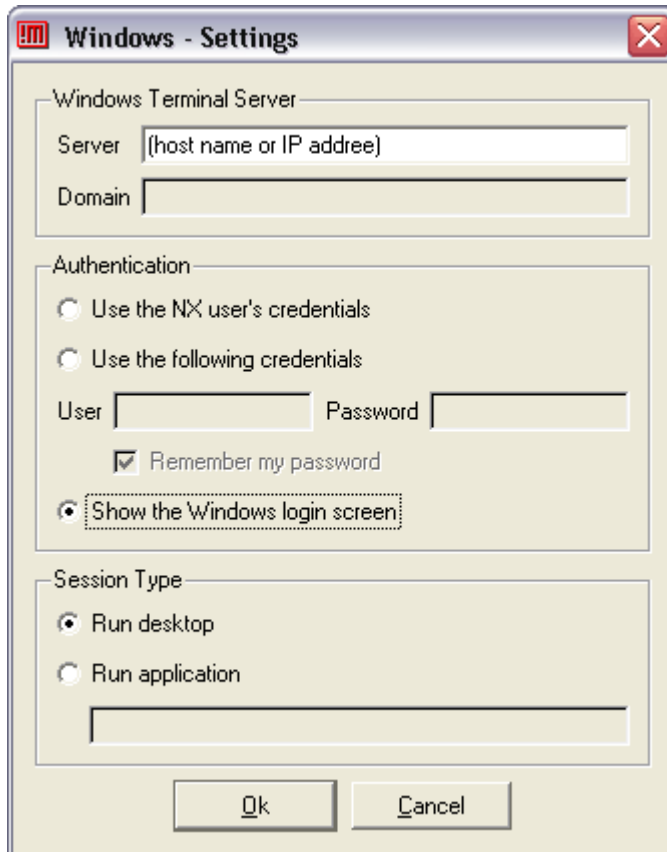 Windows - Settings
Windows Terminal Server
Server (host name or IP addree)
Domain
Authentication
Use the NX user's credentials
Use the following credentials
User Password
Remember my password
Show the Windows login screen
Session Type
Run desktop
Run application
Ok Cancel